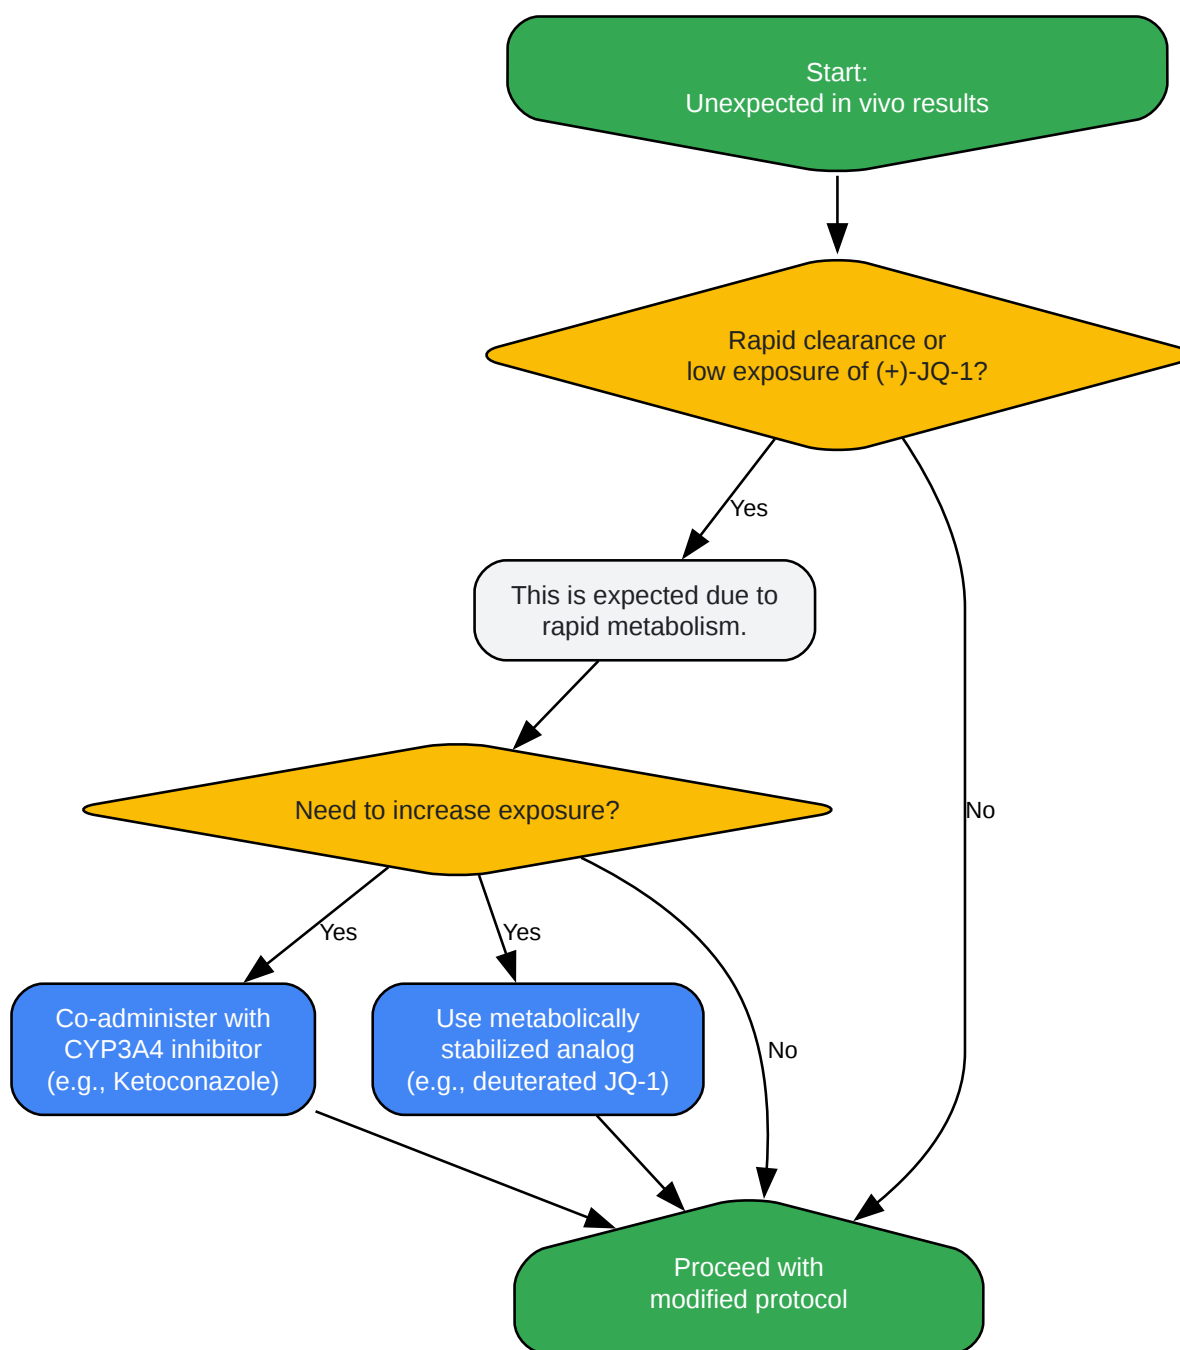 Start:
Unexpected in vivo results
Rapid clearance or
low exposure of (+)-JQ-1?
Yes
This is expected due to
rapid metabolism.
Need to increase exposure?
No
Yes
Yes
Co-administer with
CYP3A4 inhibitor
(e.g., Ketoconazole)
Use metabolically
stabilized analog
(e.g., deuterated JQ-1)
No
Proceed with
modified protocol